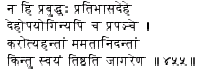 न हि प्रबुद्धः प्रतिभासदेहे
देहोपयोगिन्यपि च प्रपञ्चे ।
करोत्यहन्तां ममतानिदन्तां
किन्तु स्वयं तिष्ठति जागरेण ॥ ४५५॥